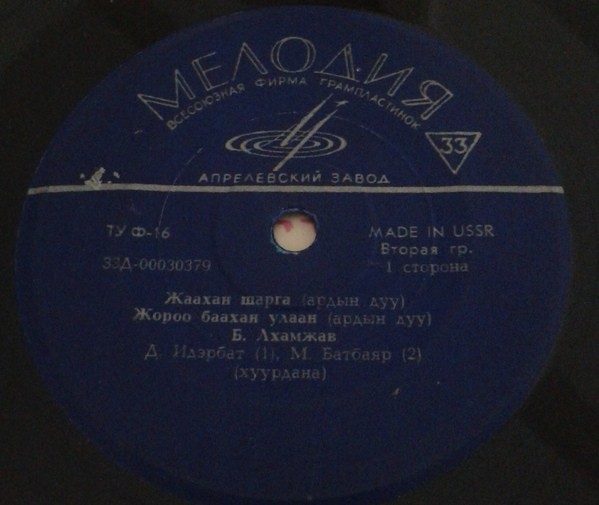 МЕЛОДИЯ
ВСЕСОЮЗНАЯ ФИРМА ГРАМПЛАСТИНОК
33
АПРЕЛЕВСКИЙ ЗАВОД
ТУ Ф-16
MADE IN USSR
Вторая гр.
33Д-00030379
1 сторона
Жаахан шарга (ардын дуу)
Жороо баахан улаан (ардын дуу)
Б. Лхамжав
Д. Идэрбат (1), М. Батбаяр (2)
(хуурдана)